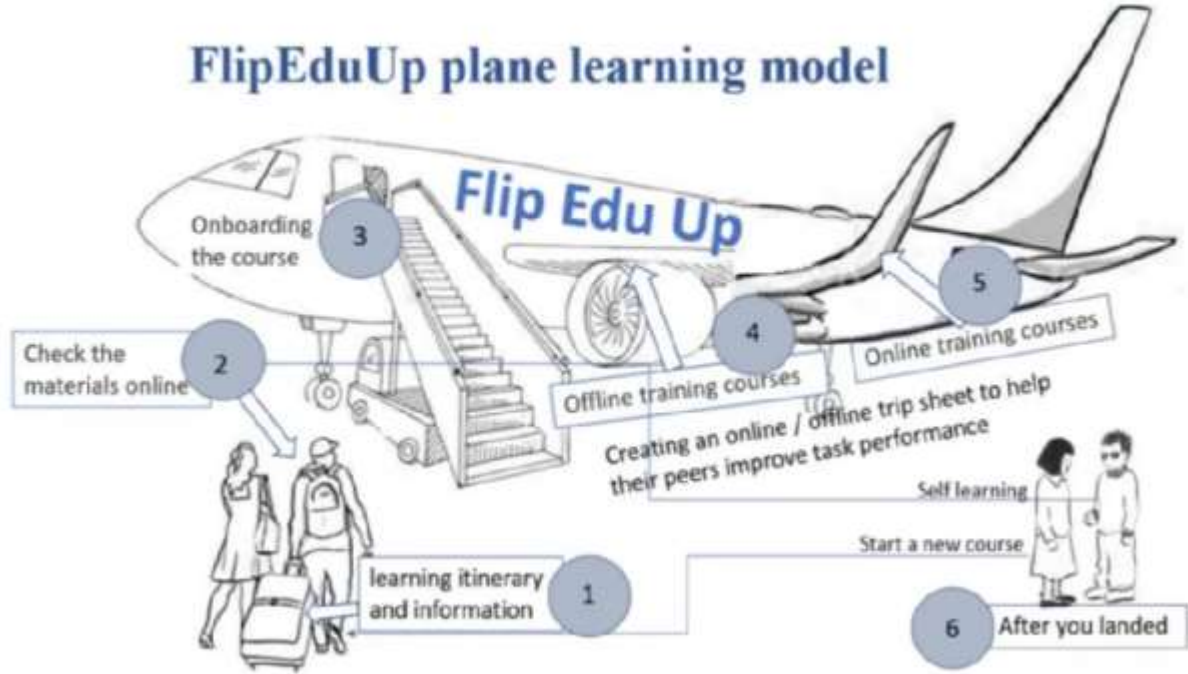 FlipEduUp plane learning model
Flip Edu Up
Onboarding
the course
3
Check the
materials online
2
5
Online training courses
4
Offline training courses
Creating an online / offline trip sheet to help
their peers improve task performance
Self learning
Start a new course
learning itinerary
and information
1
6
After you landed